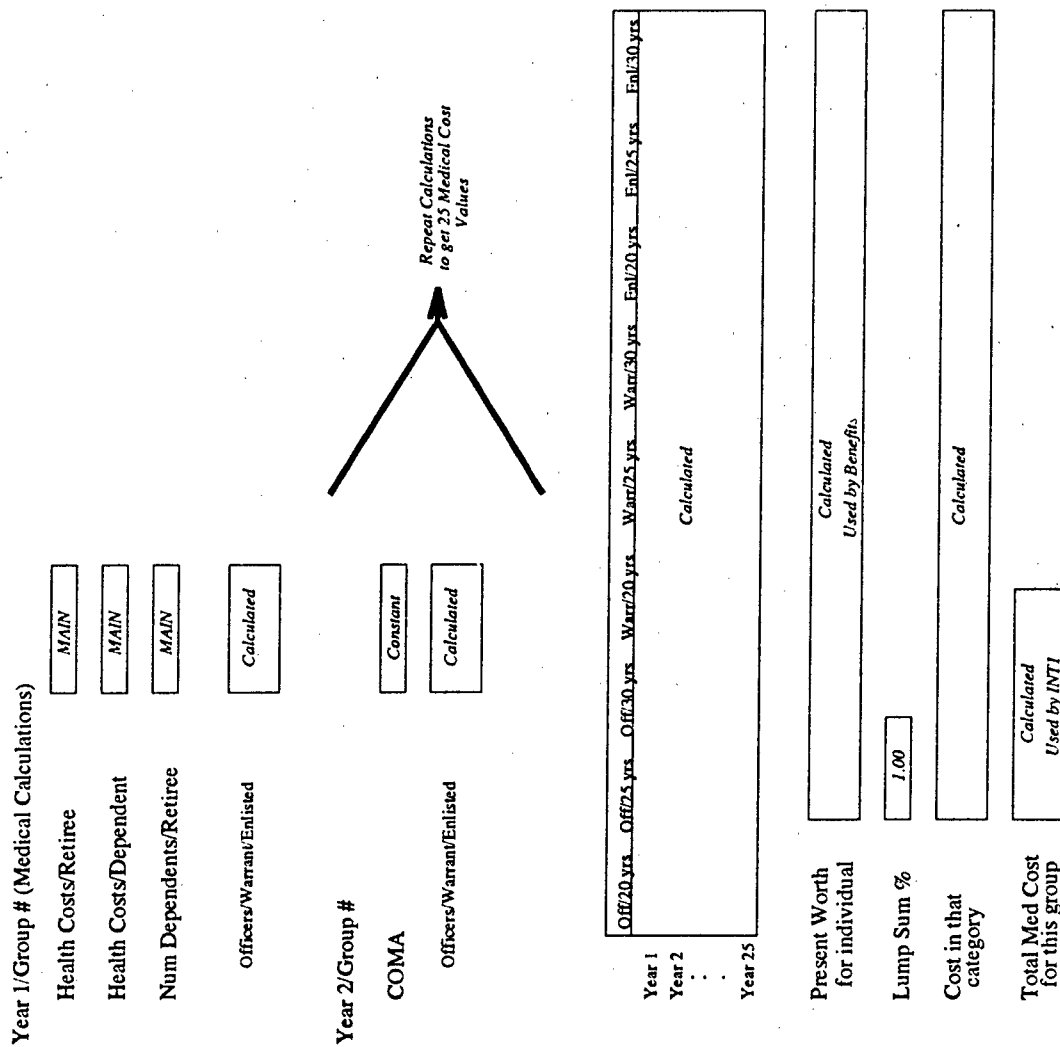 Year 1/Group # (Medical Calculations)
Health Costs/Retiree
MAIN
Health Costs/Dependent
MAIN
Num Dependents/Retiree
MAIN
Officers/Warrant/Enlisted
Calculated
Year 2/Group #
COMA
Constant
Officers/Warrant/Enlisted
Calculated
Repeat Calculations
to get 25 Medical Cost
Values
Off/20 yrs Off/25 yrs Off/30 yrs Warr/20 yrs Warr/25 yrs Warr/30 yrs Enl/20 yrs Enl/25 yrs Enl/30 yrs
Year 1
Year 2
.
.
Year 25
Calculated
Present Worth
for individual
Calculated
Used by Benefits
Lump Sum %
1.00
Cost in that
category
Calculated
Total Med Cost
for this group
Calculated
Used by INT1